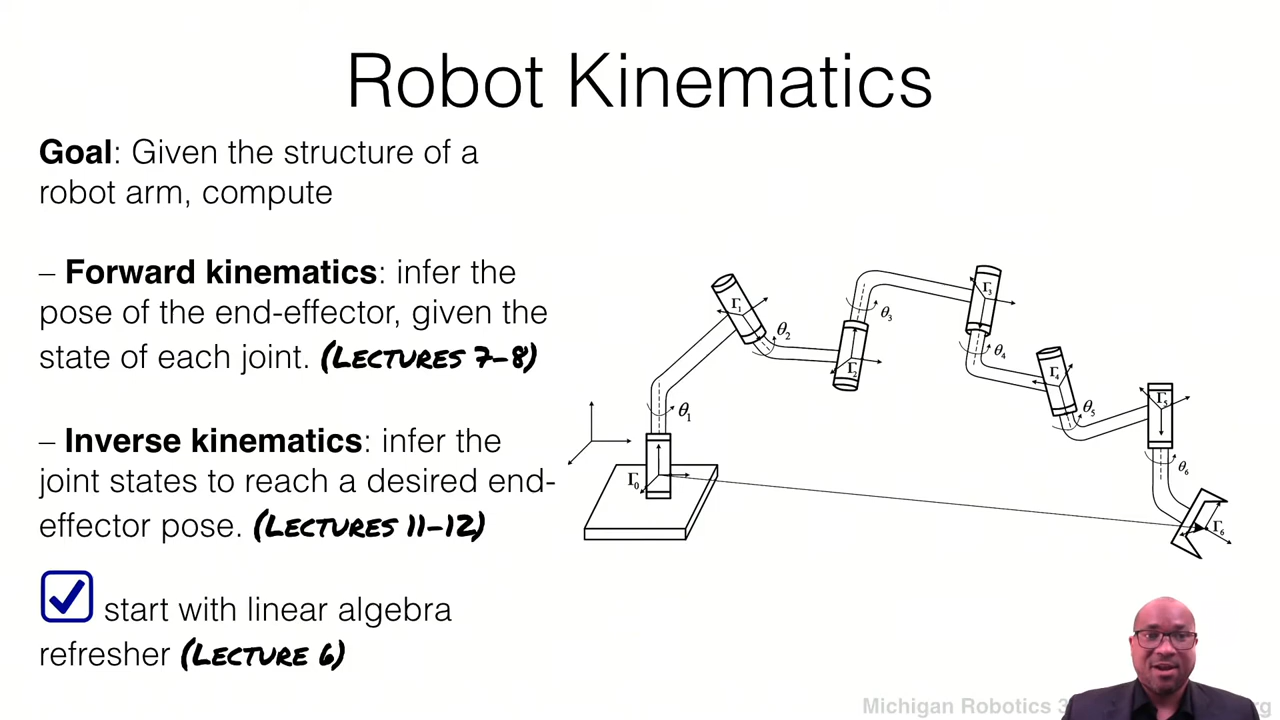 Robot Kinematics
Goal: Given the structure of a
robot arm, compute
– Forward kinematics: infer the
pose of the end-effector, given the
state of each joint. (Lectures 7-8)
– Inverse kinematics: infer the
joint states to reach a desired end-
effector pose. (Lectures 11-12)
start with linear algebra
refresher (Lecture 6)
Γ0
θ1
Γ1
θ2
Γ2
θ3
Γ3
θ4
Γ4
θ5
Γ5
θ6
Γ6
Michigan Robotics